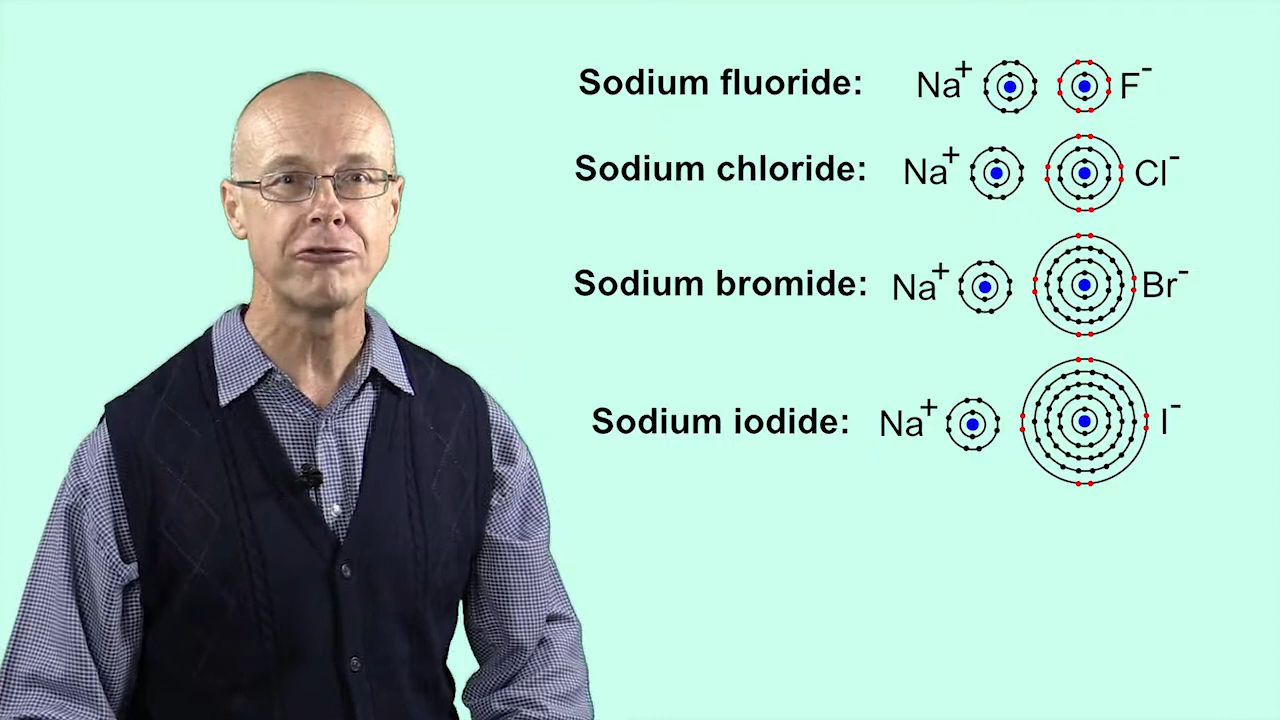 Sodium fluoride: Na+ F-
Sodium chloride: Na+ Cl-
Sodium bromide: Na+ Br-
Sodium iodide: Na+ I-